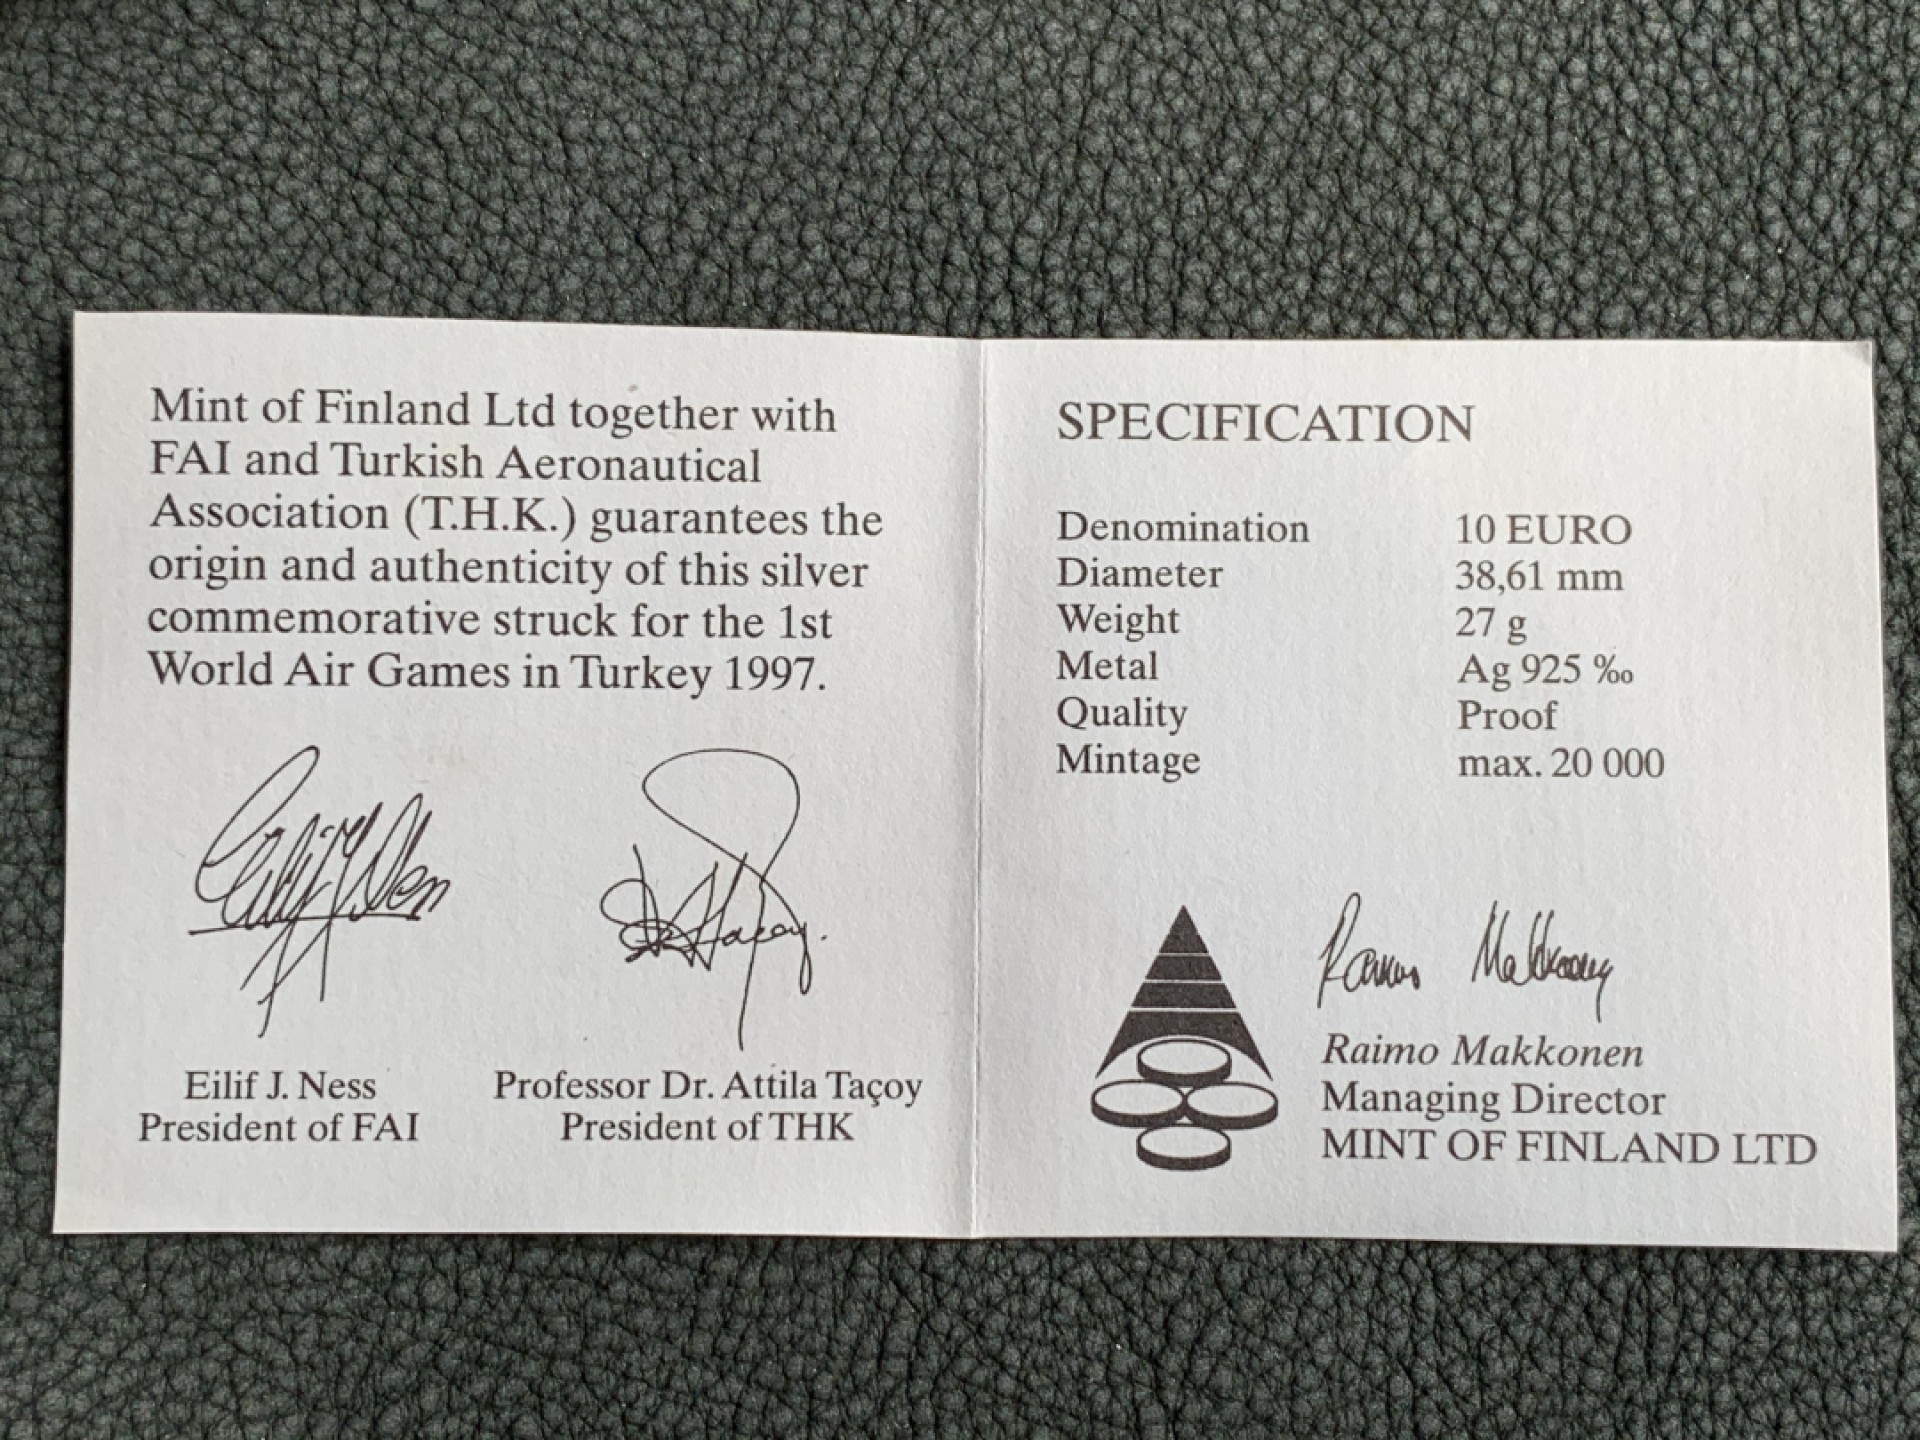 Mint of Finland Ltd together with
FAI and Turkish Aeronautical
Association (T.H.K.) guarantees the
origin and authenticity of this silver
commemorative struck for the 1st
World Air Games in Turkey 1997.
Eilif J. Ness
President of FAI
Professor Dr. Attila Taçoy
President of THK
SPECIFICATION
Denomination 10 EURO
Diameter 38,61 mm
Weight 27 g
Metal Ag 925 ‰
Quality Proof
Mintage max. 20 000
Raimo Makkonen
Managing Director
MINT OF FINLAND LTD